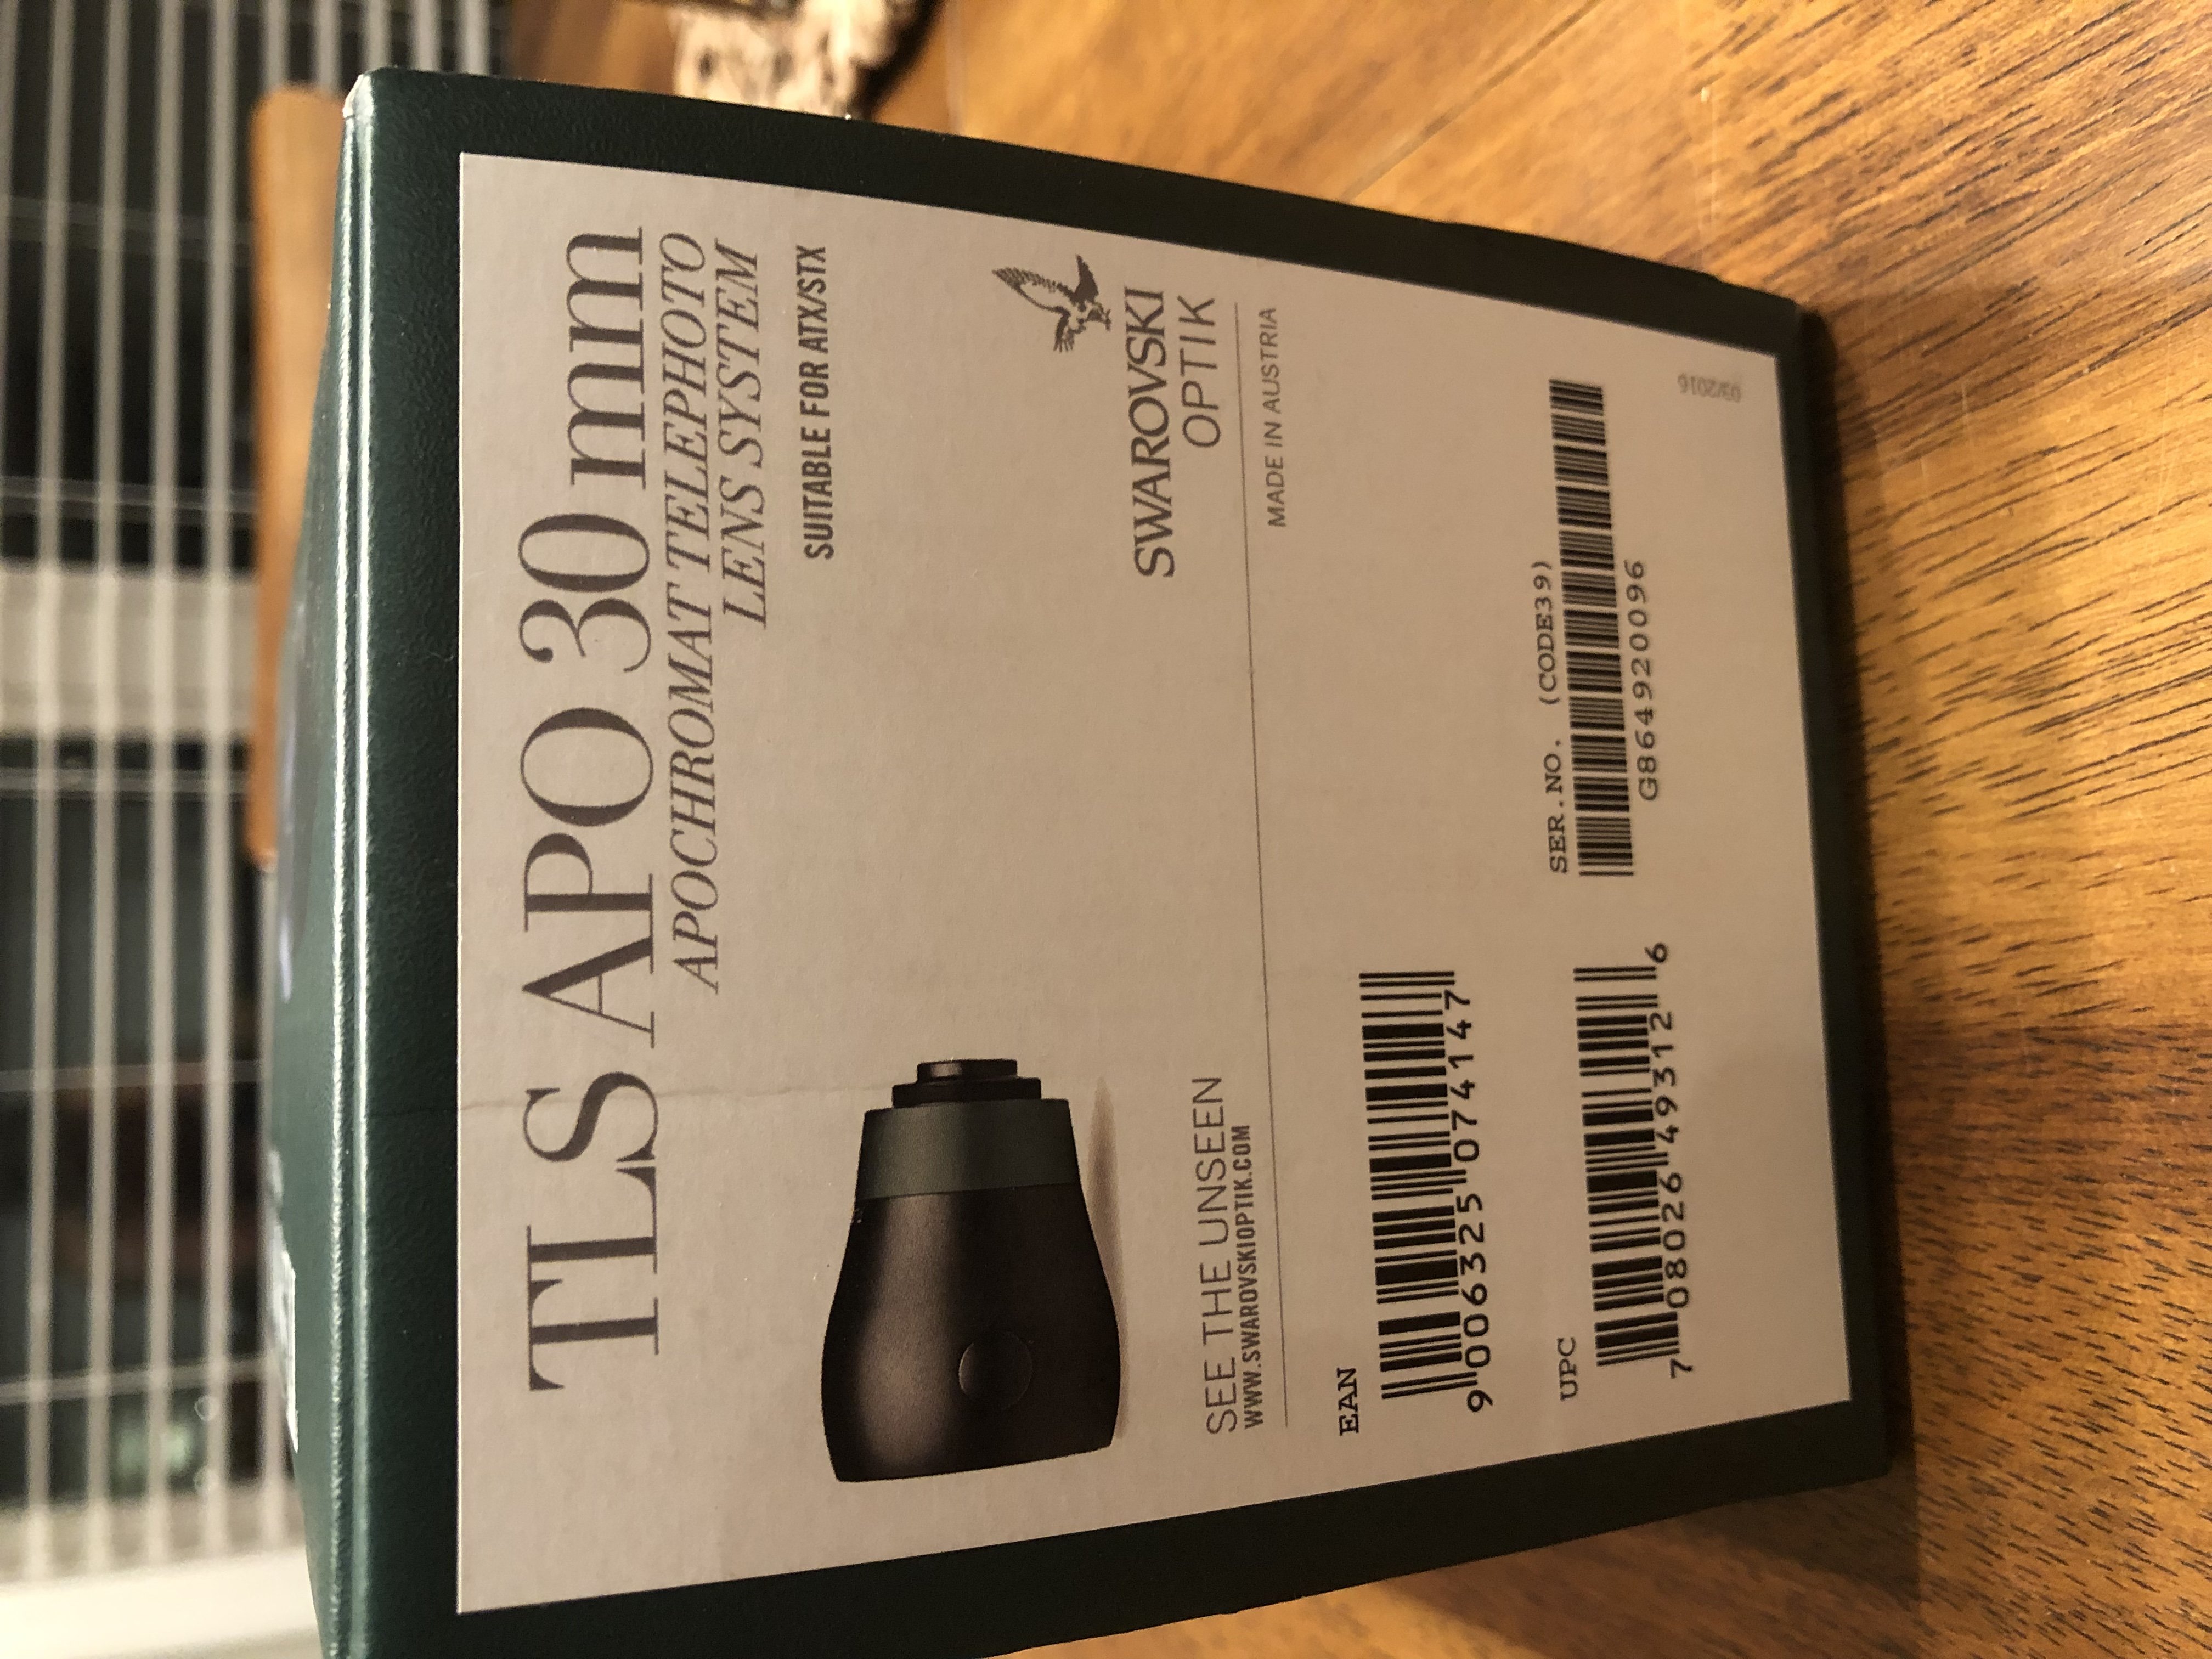 TLS APO 30 mm
APOCHROMAT TELEPHOTO
LENS SYSTEM
SUITABLE FOR ATX/STX
SWAROVSKI
OPTIK
SEE THE UNSEEN
WWW.SWAROVSKIOPTIK.COM
MADE IN AUSTRIA
EAN
9 006325 074147
UPC
7 08026 49312 6
SER.NO. (CODE39)
G864920096
03/2016